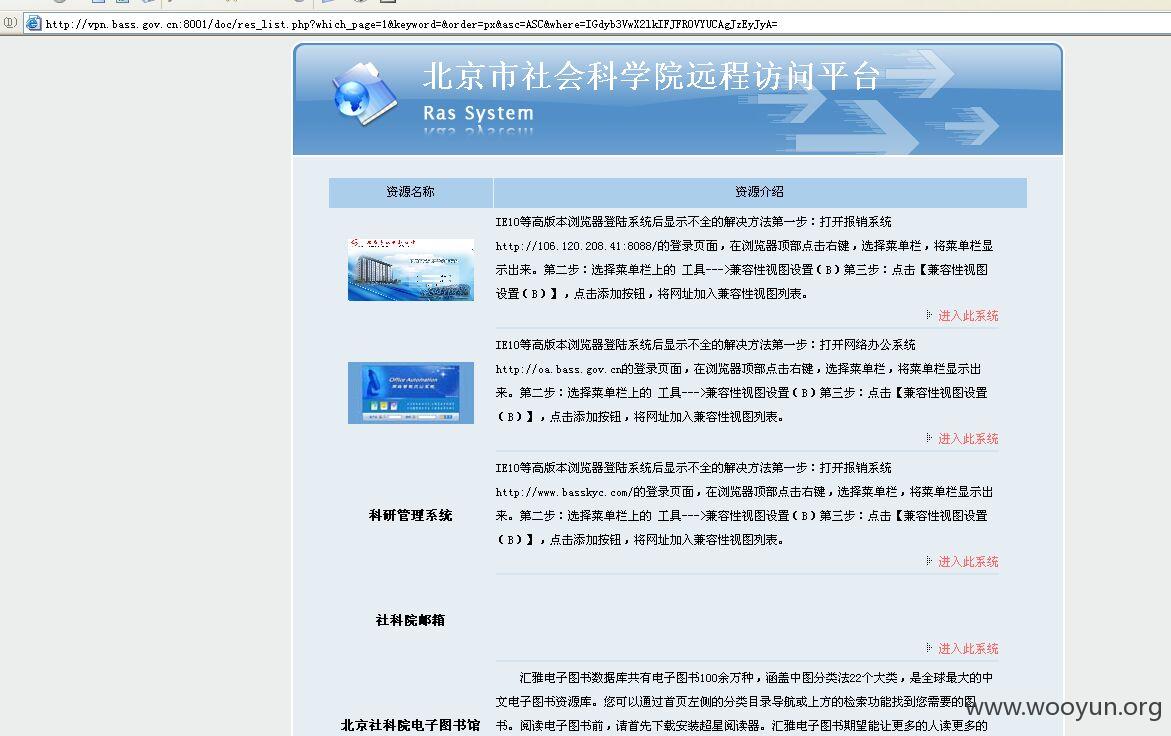 http://vpn.bass.gov.cn:8001/doc/res_list.php?which_page=1&keyword=&order=px&asc=ASC&where=IGdyb3VwX2lkIFJFR0VYUCAgJzEyJyA=
北京市社会科学院远程访问平台
Ras System
资源名称
资源介绍
IE10等高版本浏览器登陆系统后显示不全的解决方法第一步：打开报销系统
http://106.120.208.41:8088/的登录页面，在浏览器顶部点击右键，选择菜单栏，将菜单栏显
示出来。第二步：选择菜单栏上的 工具--->兼容性视图设置（B）第三步：点击【兼容性视图
设置（B）】，点击添加按钮，将网址加入兼容性视图列表。
进入此系统
Office Automation
IE10等高版本浏览器登陆系统后显示不全的解决方法第一步：打开网络办公系统
http://oa.bass.gov.cn的登录页面，在浏览器顶部点击右键，选择菜单栏，将菜单栏显示出
来。第二步：选择菜单栏上的 工具--->兼容性视图设置（B）第三步：点击【兼容性视图设置
（B）】，点击添加按钮，将网址加入兼容性视图列表。
进入此系统
科研管理系统
IE10等高版本浏览器登陆系统后显示不全的解决方法第一步：打开报销系统
http://www.basskyc.com/的登录页面，在浏览器顶部点击右键，选择菜单栏，将菜单栏显示出
来。第二步：选择菜单栏上的 工具--->兼容性视图设置（B）第三步：点击【兼容性视图设置
（B）】，点击添加按钮，将网址加入兼容性视图列表。
进入此系统
社科院邮箱
进入此系统
北京社科院电子图书馆
汇雅电子图书数据库共有电子图书100余万种，涵盖中图分类法22个大类，是全球最大的中
文电子图书资源库。您可以通过首页左侧的分类目录导航或上方的检索功能找到您需要的图
书。阅读电子图书前，请首先下载安装超星阅读器。汇雅电子图书期望能让更多的人读更多的
www.wooyun.org